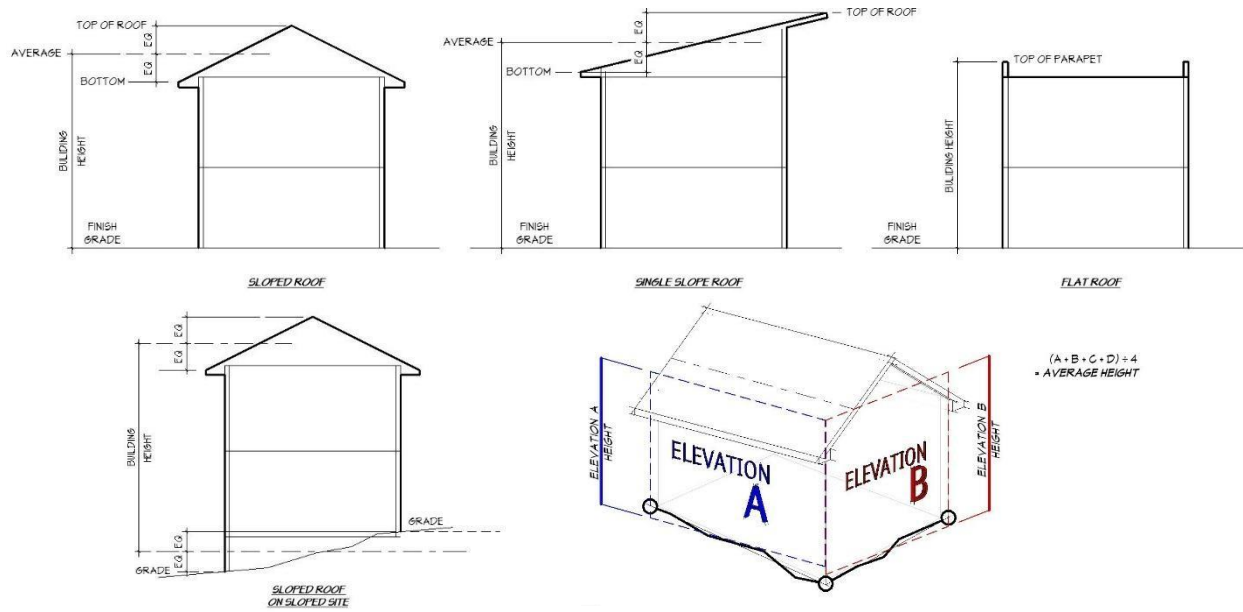 TOP OF ROOF
EQ
AVERAGE
EQ
BOTTOM
BUILDING
HEIGHT
FINISH
GRADE
SLOPED ROOF
TOP OF ROOF
EQ
AVERAGE
EQ
BOTTOM
BUILDING
HEIGHT
FINISH
GRADE
SINGLE SLOPE ROOF
TOP OF PARAPET
BUILDING HEIGHT
FINISH
GRADE
FLAT ROOF
EQ
EQ
BUILDING
HEIGHT
GRADE
EQ
EQ
GRADE
SLOPED ROOF
ON SLOPED SITE
ELEVATION A
HEIGHT
ELEVATION
A
ELEVATION
B
ELEVATION B
HEIGHT
(A + B + C + D) ÷ 4
= AVERAGE HEIGHT